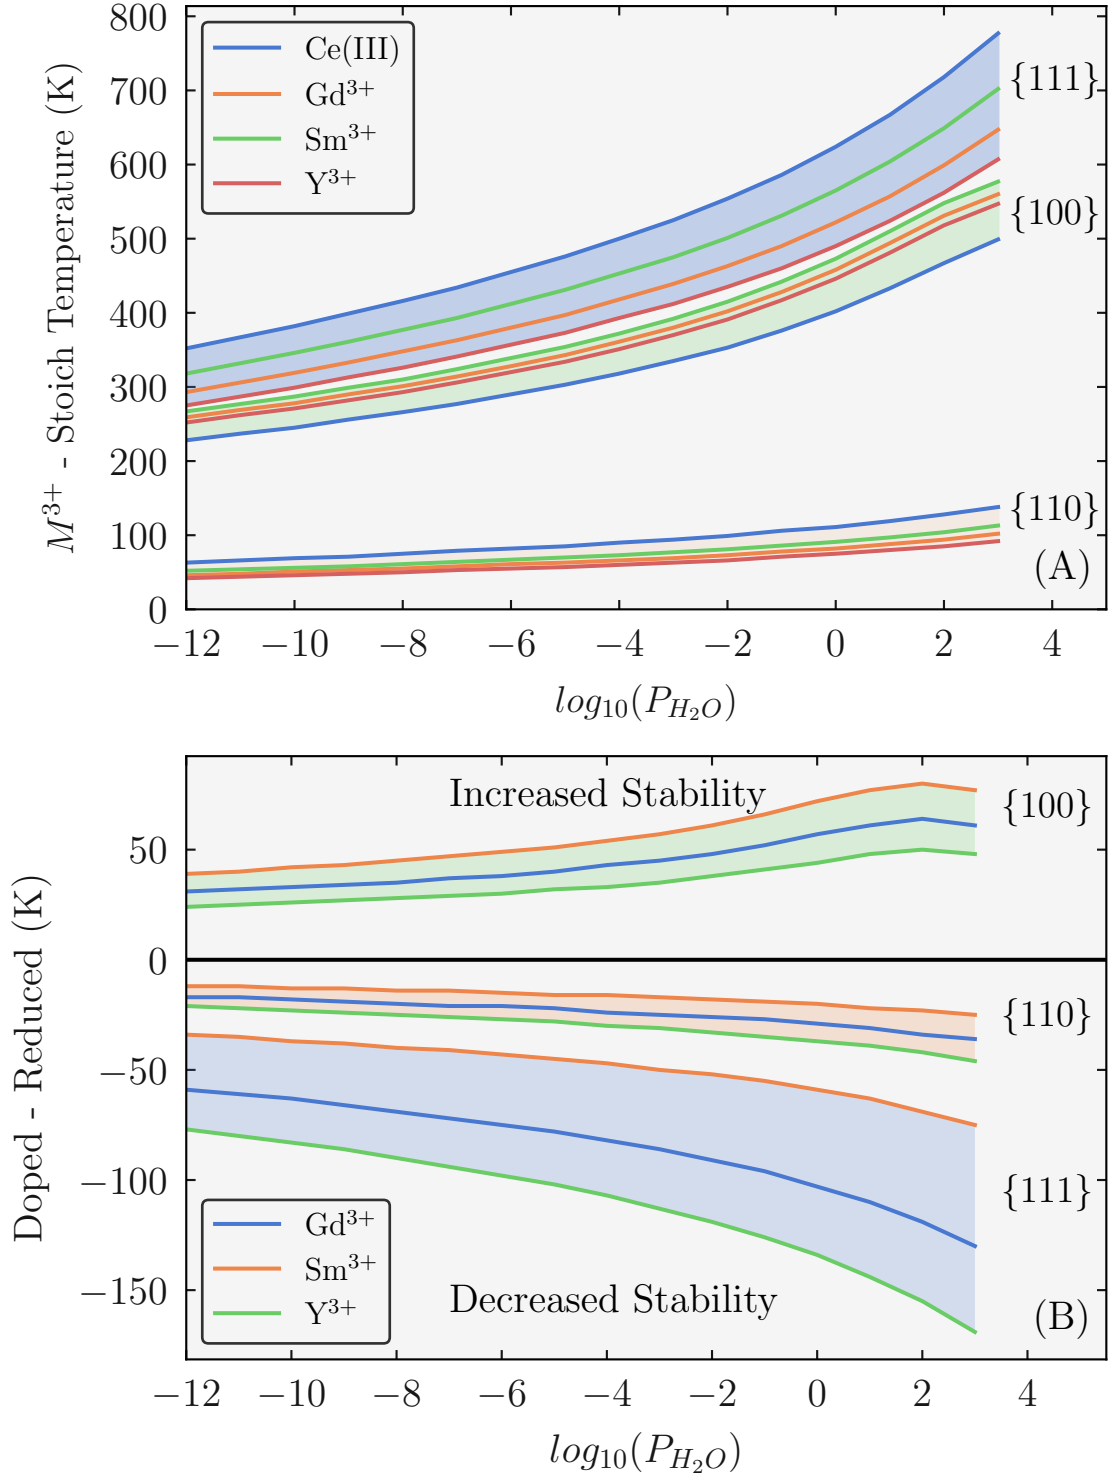 M³⁺ - Stoich Temperature (K)
800
700
600
500
400
300
200
100
0
Ce(III)
Gd³⁺
Sm³⁺
Y³⁺
{111}
{100}
{110}
(A)
−12 −10 −8 −6 −4 −2 0 2 4
log₁₀(P_H₂O)
Doped - Reduced (K)
50
0
−50
−100
−150
Increased Stability
{100}
{110}
{111}
Gd³⁺
Sm³⁺
Y³⁺
Decreased Stability
(B)
−12 −10 −8 −6 −4 −2 0 2 4
log₁₀(P_H₂O)